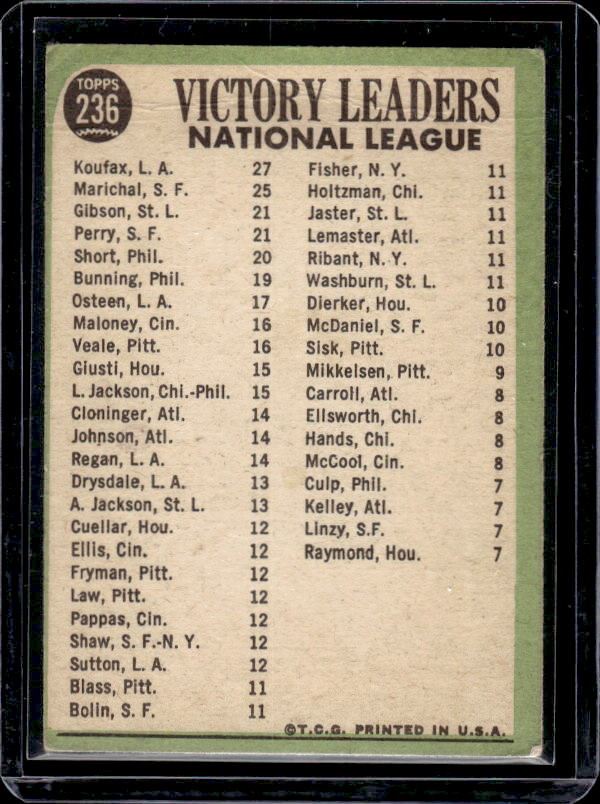 TOPPS
236
VICTORY LEADERS
NATIONAL LEAGUE
Koufax, L. A. 27
Marichal, S. F. 25
Gibson, St. L. 21
Perry, S. F. 21
Short, Phil. 20
Bunning, Phil. 19
Osteen, L. A. 17
Maloney, Cin. 16
Veale, Pitt. 16
Giusti, Hou. 15
L. Jackson, Chi.-Phil. 15
Cloninger, Atl. 14
Johnson, Atl. 14
Regan, L. A. 14
Drysdale, L. A. 13
A. Jackson, St. L. 13
Cuellar, Hou. 12
Ellis, Cin. 12
Fryman, Pitt. 12
Law, Pitt. 12
Pappas, Cin. 12
Shaw, S. F.-N. Y. 12
Sutton, L. A. 12
Blass, Pitt. 11
Bolin, S. F. 11
Fisher, N. Y. 11
Holtzman, Chi. 11
Jaster, St. L. 11
Lemaster, Atl. 11
Ribant, N. Y. 11
Washburn, St. L. 11
Dierker, Hou. 10
McDaniel, S. F. 10
Sisk, Pitt. 10
Mikkelsen, Pitt. 9
Carroll, Atl. 8
Ellsworth, Chi. 8
Hands, Chi. 8
McCool, Cin. 8
Culp, Phil. 7
Kelley, Atl. 7
Linzy, S.F. 7
Raymond, Hou. 7
©T.C.G. PRINTED IN U.S.A.